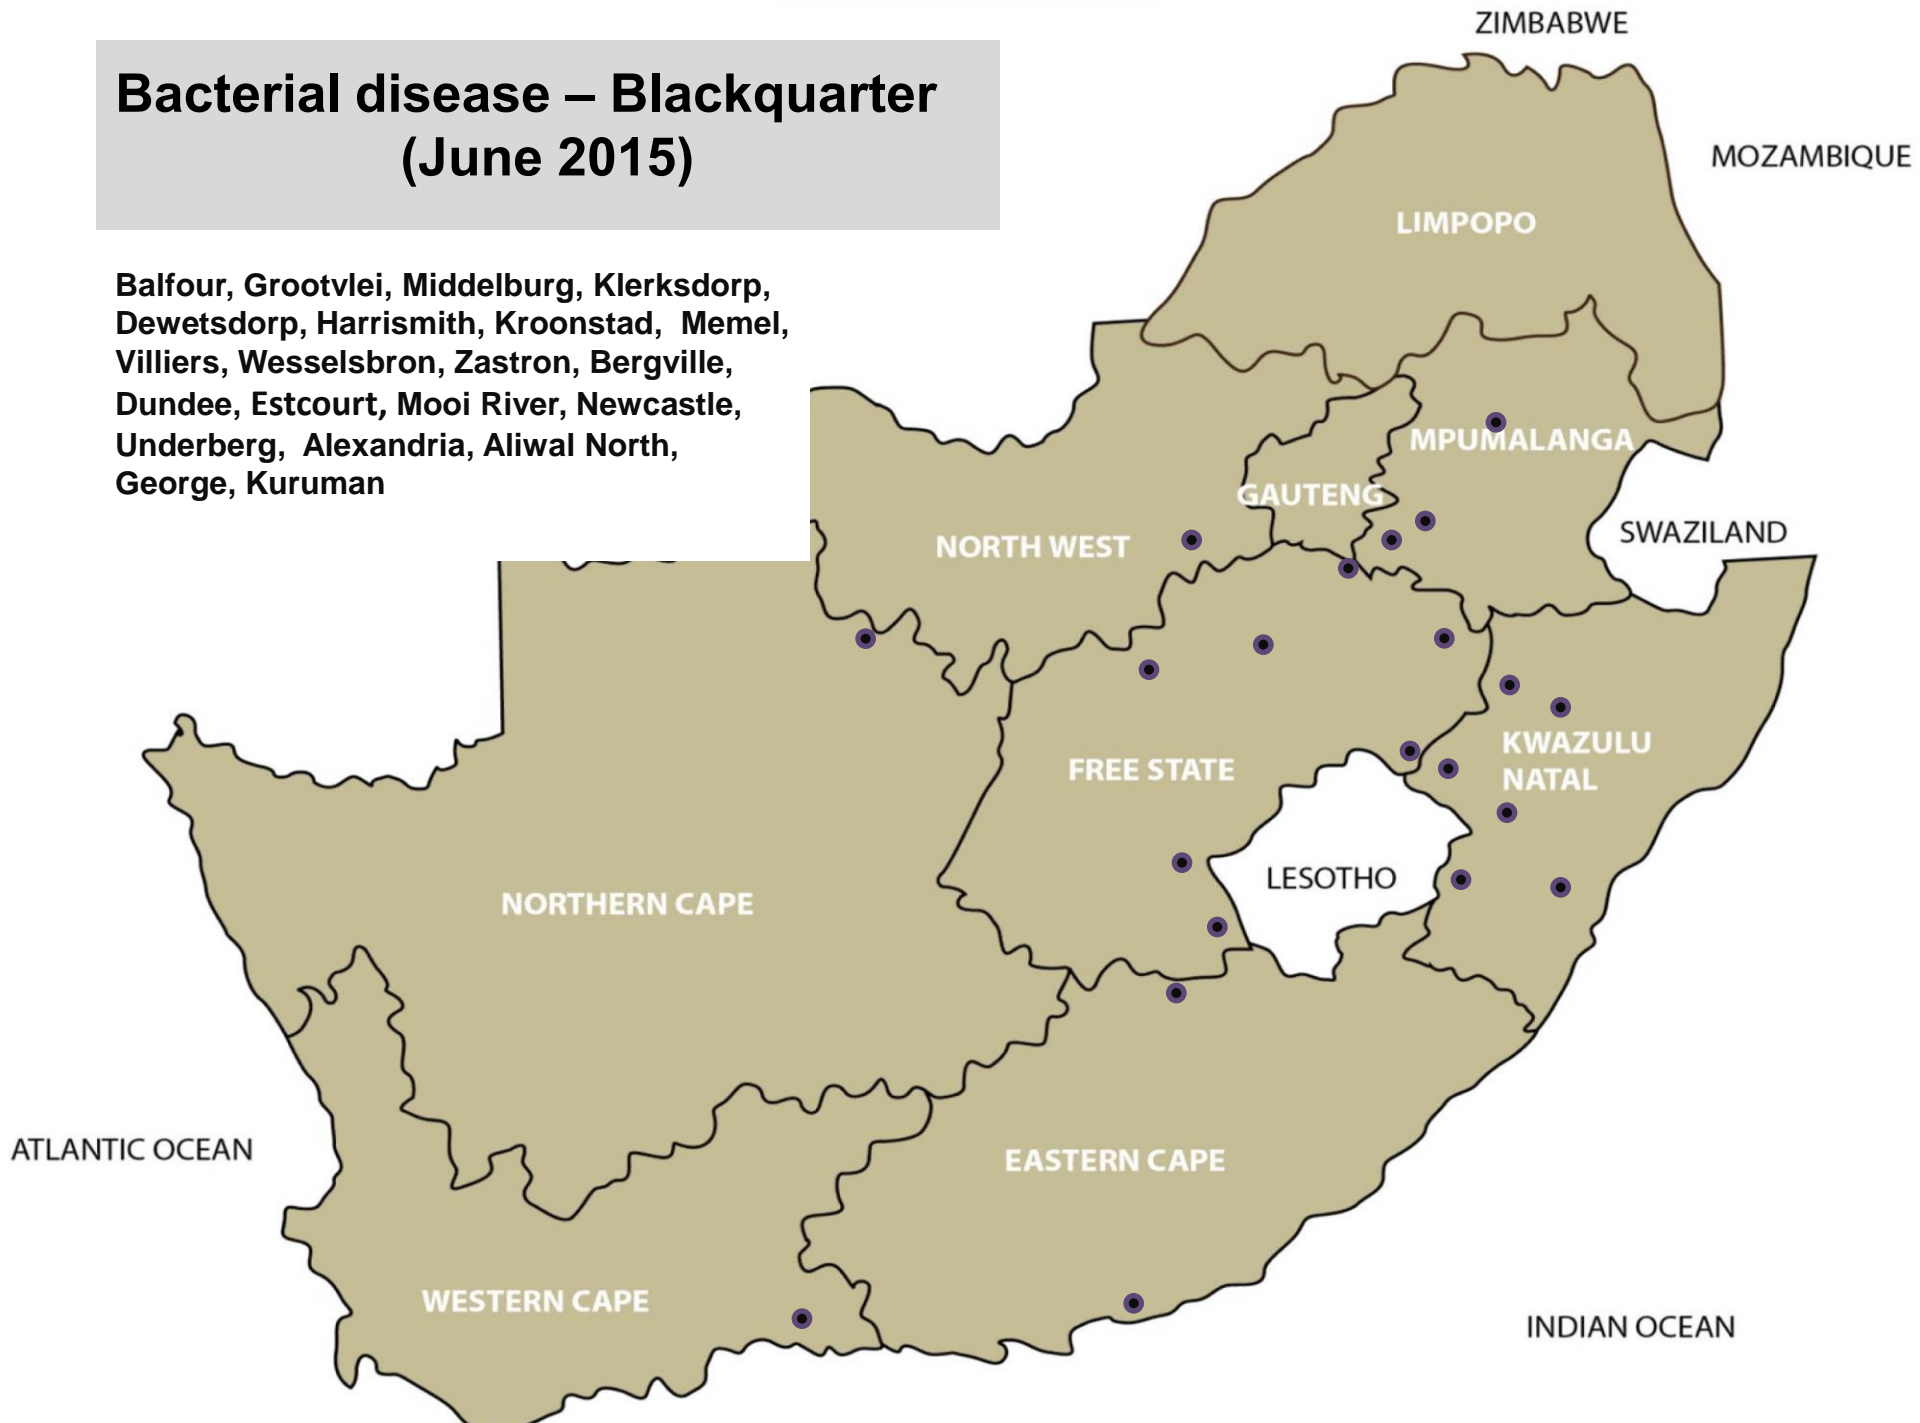 Bacterial disease – Blackquarter
(June 2015)
Balfour, Grootvlei, Middelburg, Klerksdorp,
Dewetsdorp, Harrismith, Kroonstad, Memel,
Villiers, Wesselsbron, Zastron, Bergville,
Dundee, Estcourt, Mooi River, Newcastle,
Underberg, Alexandria, Aliwal North,
George, Kuruman
ZIMBABWE
MOZAMBIQUE
LIMPOPO
MPUMALANGA
GAUTENG
SWAZILAND
NORTH WEST
KWAZULU
NATAL
FREE STATE
LESOTHO
NORTHERN CAPE
ATLANTIC OCEAN
EASTERN CAPE
WESTERN CAPE
INDIAN OCEAN